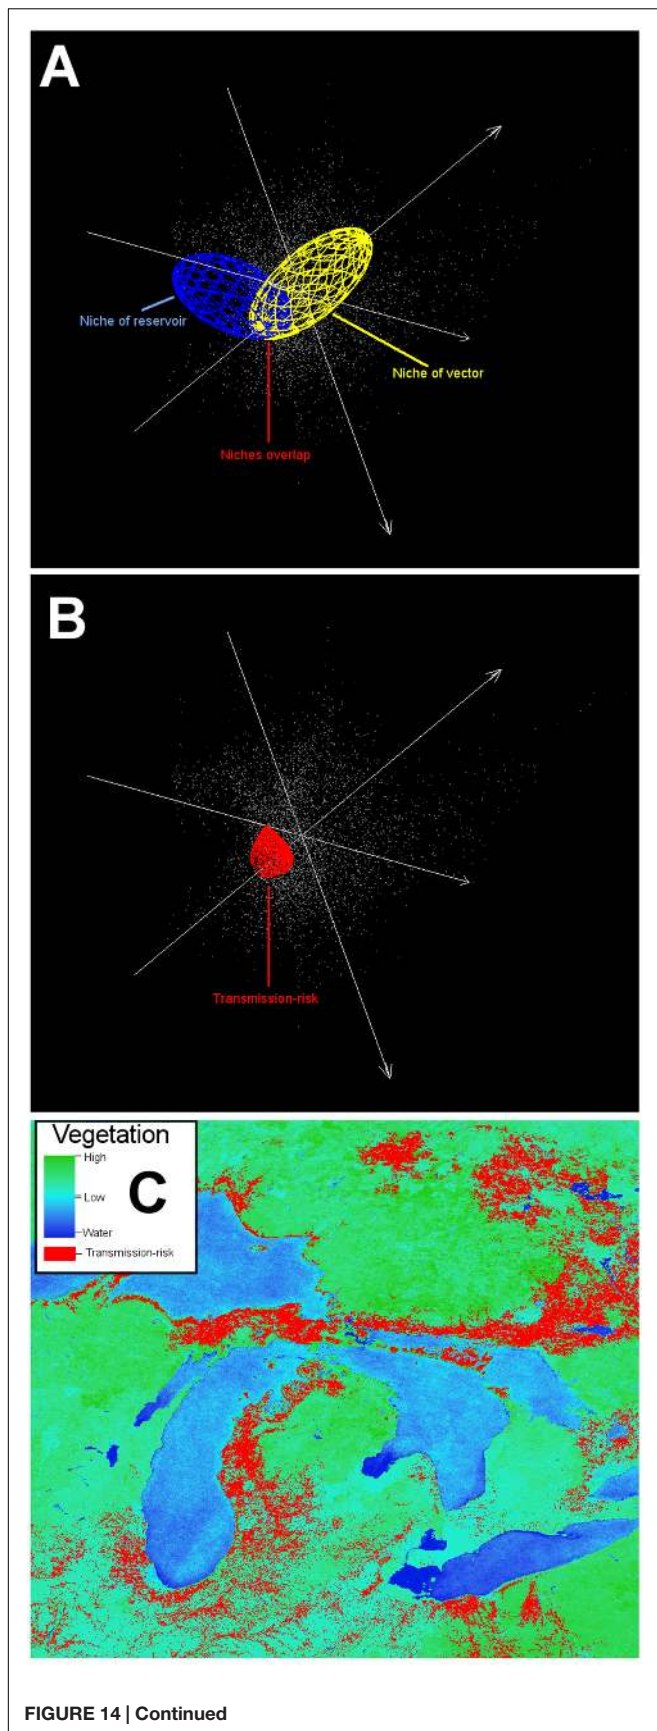 A
Niche of reservoir
Niche of vector
Niches overlap
B
Transmission-risk
Vegetation
High
C
Low
Water
Transmission-risk
FIGURE 14 | Continued